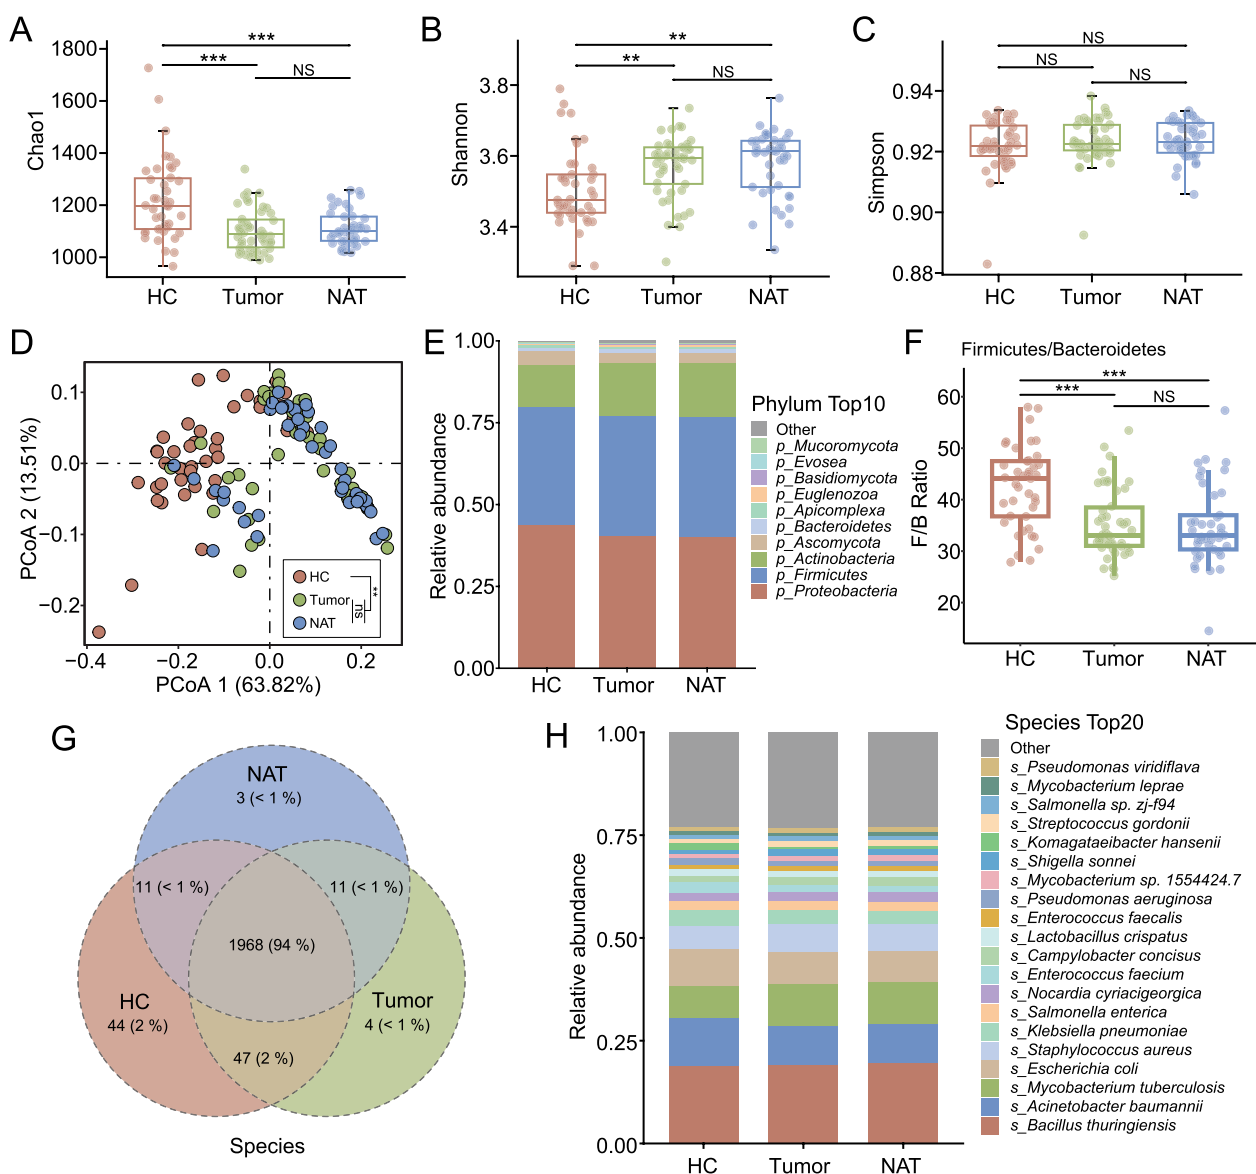 A
Chao1
1800
1600
1400
1200
1000
***
***
NS
HC
Tumor
NAT
B
Shannon
3.8
3.6
3.4
**
**
NS
HC
Tumor
NAT
C
Simpson
0.94
0.92
0.90
0.88
NS
NS
NS
HC
Tumor
NAT
D
PCoA 2 (13.51%)
0.1
0.0
−0.1
−0.2
−0.4
−0.2
0.0
0.2
PCoA 1 (63.82%)
HC
Tumor
NAT
**
ns
E
Relative abundance
1.00
0.75
0.50
0.25
0.00
HC
Tumor
NAT
Phylum Top10
Other
p_Mucoromycota
p_Evosea
p_Basidiomycota
p_Euglenozoa
p_Apicomplexa
p_Bacteroidetes
p_Ascomycota
p_Actinobacteria
p_Firmicutes
p_Proteobacteria
F
Firmicutes/Bacteroidetes
F/B Ratio
60
50
40
30
20
***
***
NS
HC
Tumor
NAT
G
NAT
3 (< 1 %)
11 (< 1 %)
11 (< 1 %)
1968 (94 %)
HC
44 (2 %)
Tumor
4 (< 1 %)
47 (2 %)
Species
H
Relative abundance
1.00
0.75
0.50
0.25
0.00
HC
Tumor
NAT
Species Top20
Other
s_Pseudomonas viridiflava
s_Mycobacterium leprae
s_Salmonella sp. zj-f94
s_Streptococcus gordonii
s_Komagataeibacter hansenii
s_Shigella sonnei
s_Mycobacterium sp. 1554424.7
s_Pseudomonas aeruginosa
s_Enterococcus faecalis
s_Lactobacillus crispatus
s_Campylobacter concisus
s_Enterococcus faecium
s_Nocardia cyriacigeorgica
s_Salmonella enterica
s_Klebsiella pneumoniae
s_Staphylococcus aureus
s_Escherichia coli
s_Mycobacterium tuberculosis
s_Acinetobacter baumannii
s_Bacillus thuringiensis